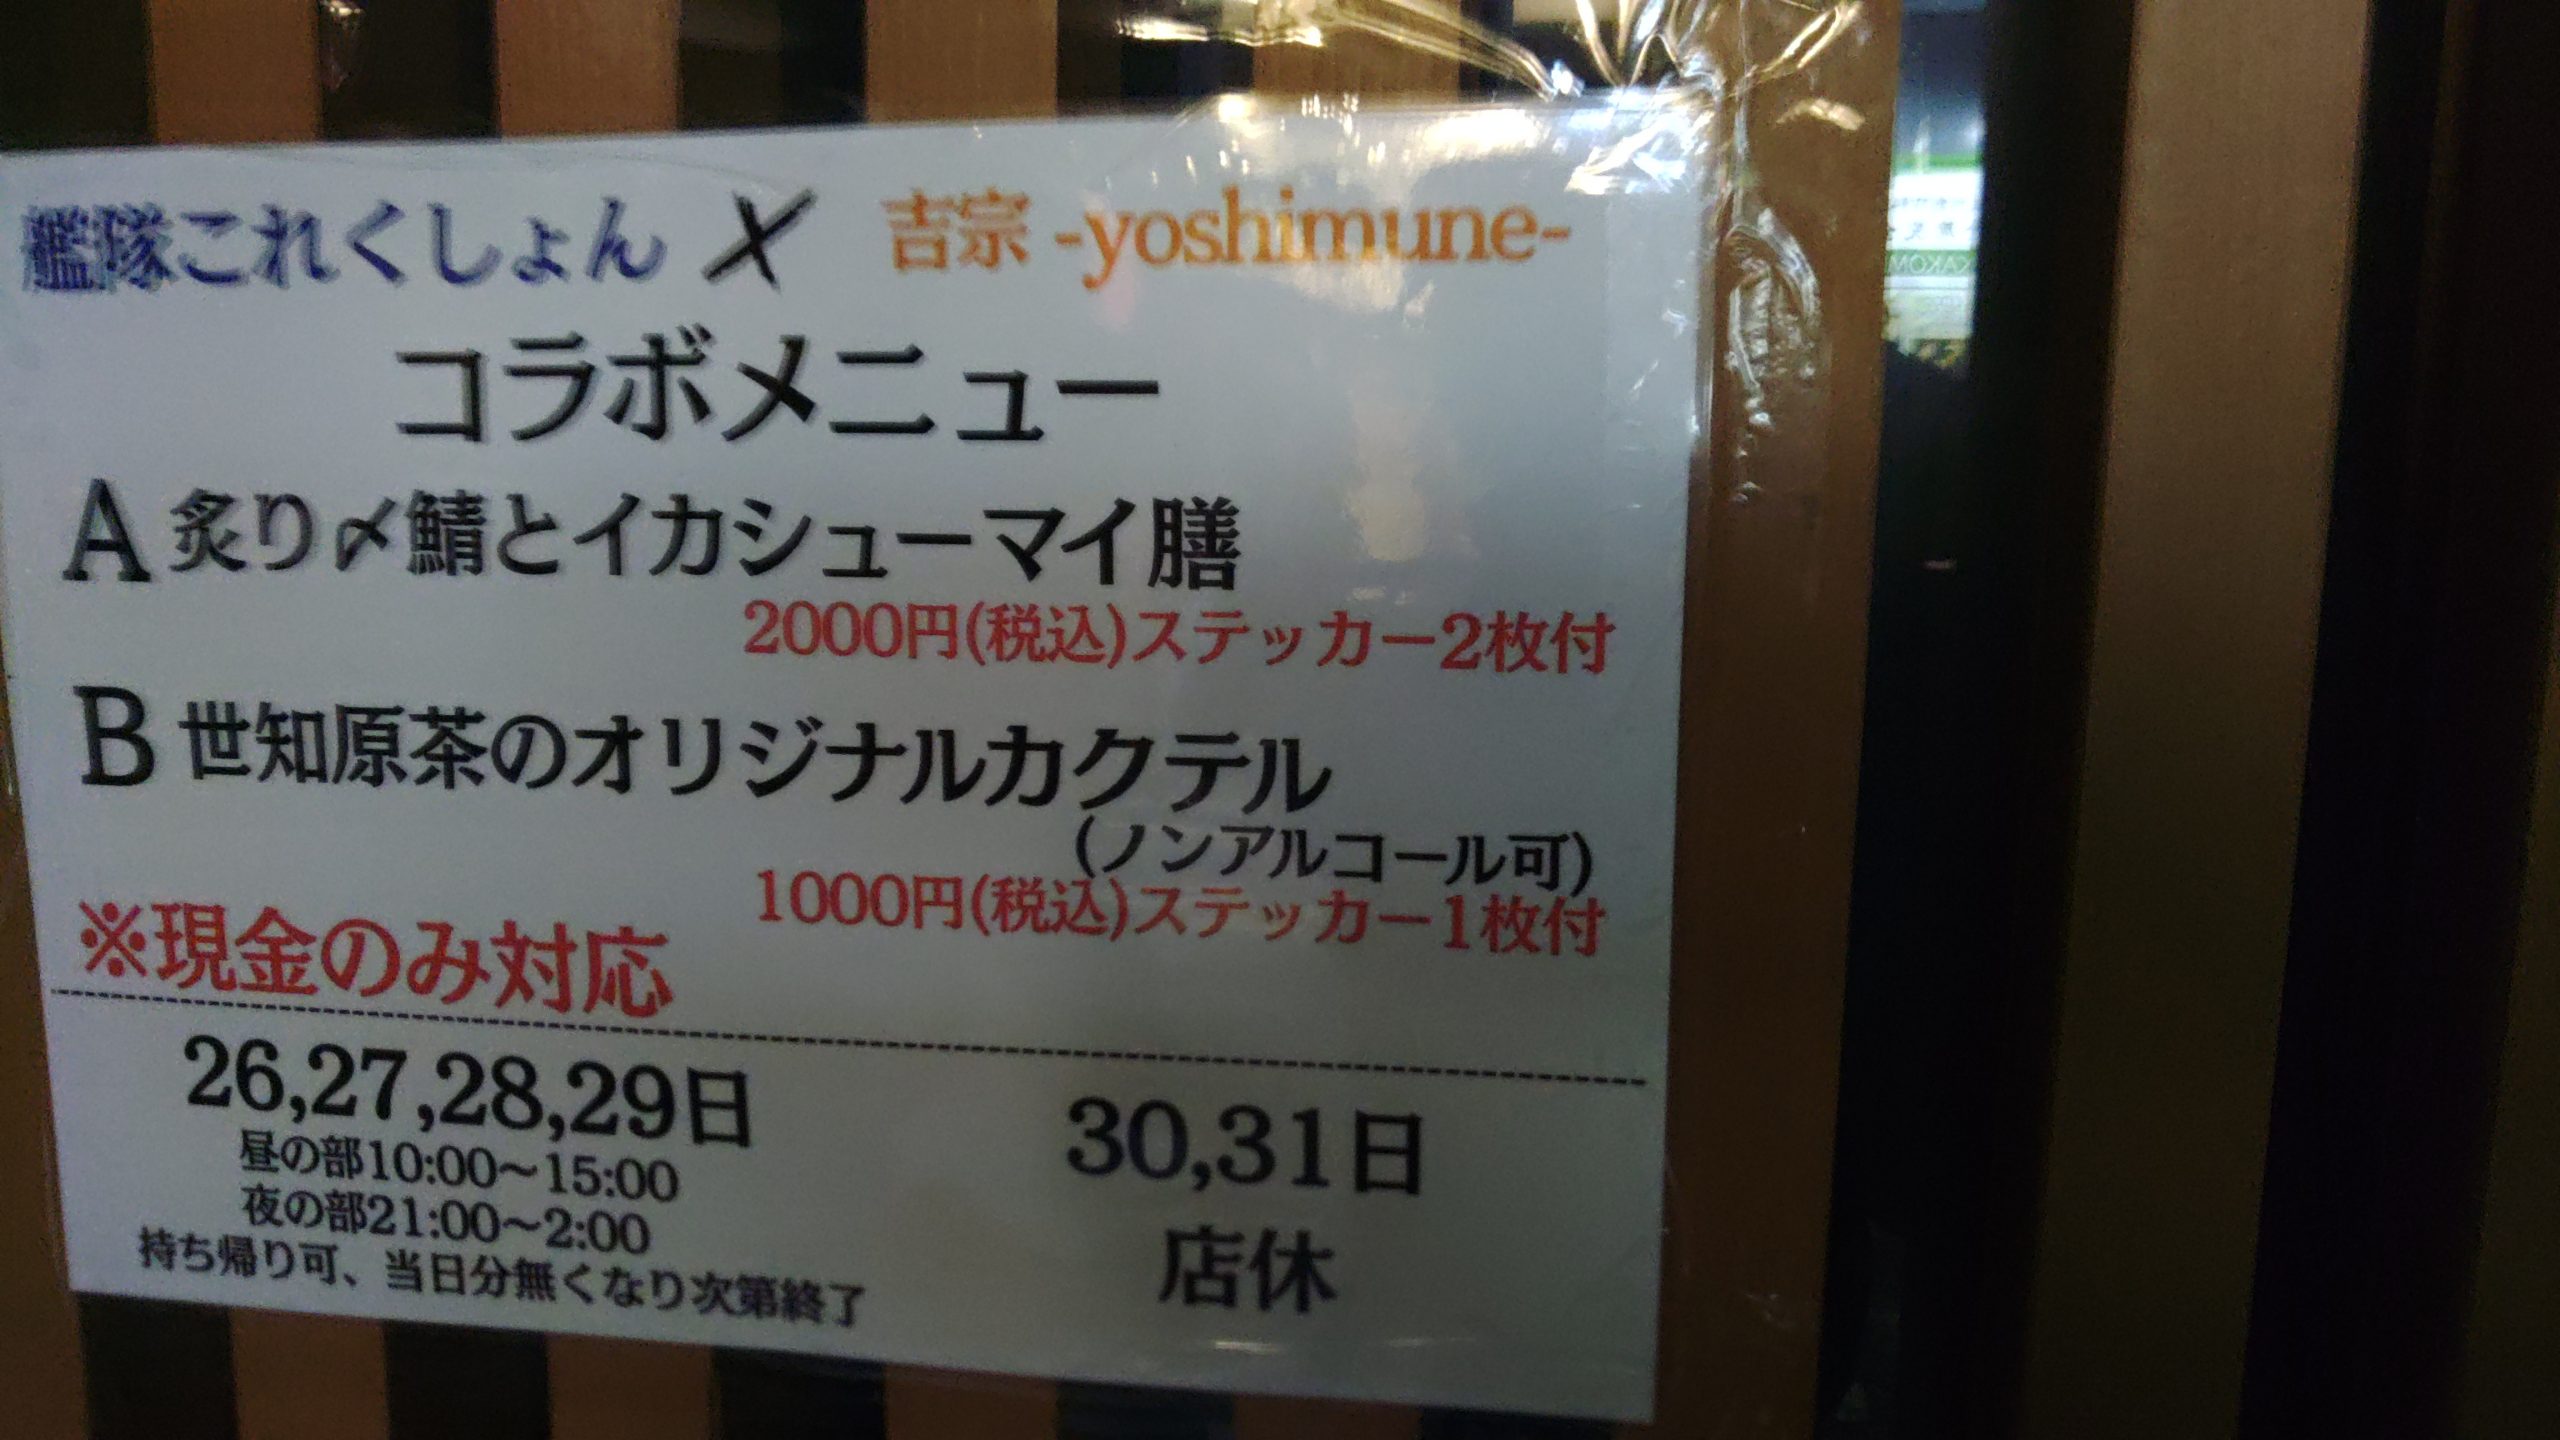 艦隊これくしょん × 吉宗 -yoshimune-
コラボメニュー
A 炙り〆鯖とイカシューマイ膳
2000円(税込)ステッカー2枚付
B 世知原茶のオリジナルカクテル
(ノンアルコール可)
1000円(税込)ステッカー1枚付
※現金のみ対応
26,27,28,29日
昼の部10:00～15:00
夜の部21:00～2:00
持ち帰り可、当日分無くなり次第終了
30,31日
店休